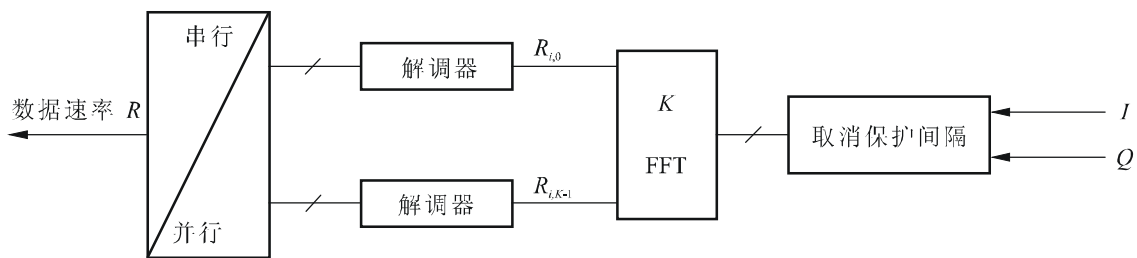 串行
并行
数据速率 R
解调器
解调器
R_{i,0}
R_{i,K-1}
K
FFT
取消保护间隔
I
Q